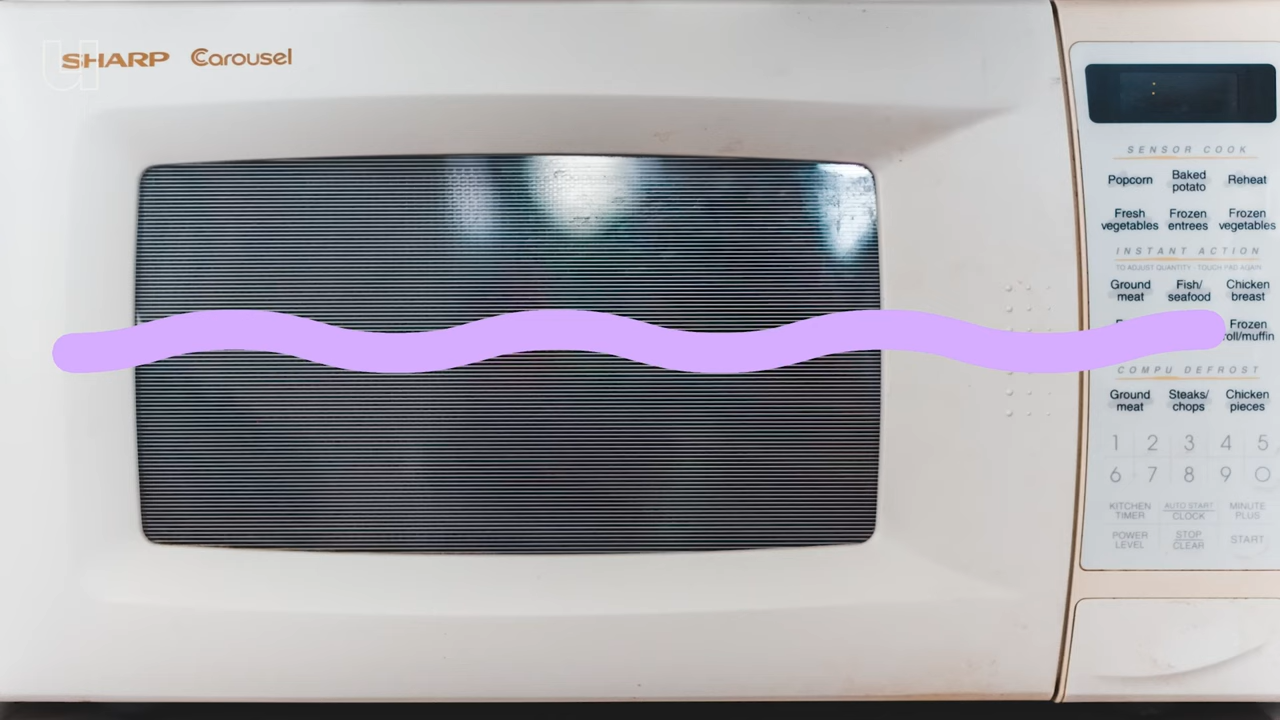 u
SHARP Carousel
SENSOR COOK
Popcorn Baked potato Reheat
Fresh vegetables Frozen entrees Frozen vegetables
INSTANT ACTION
TO ADJUST QUANTITY - TOUCH PAD AGAIN
Ground meat Fish/ seafood Chicken breast
Frozen
roll/muffin
COMPU DEFROST
Ground meat Steaks/ chops Chicken pieces
1 2 3 4 5
6 7 8 9 0
KITCHEN TIMER AUTO START CLOCK MINUTE PLUS
POWER LEVEL STOP CLEAR START